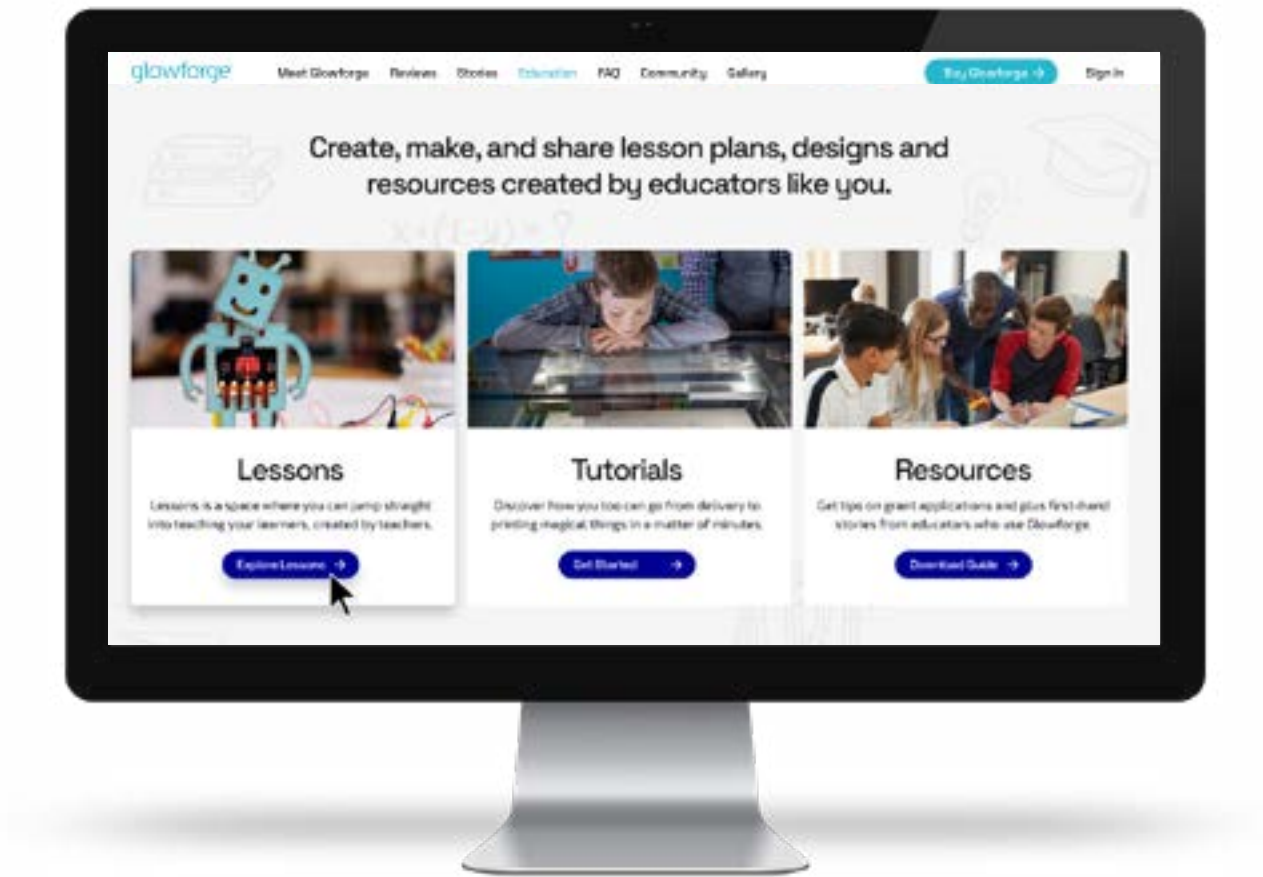 glowforge
Meet Glowforge Reviews Stories Education FAQ Community Gallery
Buy Glowforge →
Sign In
Create, make, and share lesson plans, designs and
resources created by educators like you.
x+(1-y)=?
Lessons
Lessons is a space where you can jump straight
into teaching your learners, created by teachers.
Explore Lessons →
Tutorials
Discover how you too can go from delivery to
printing magical things in a matter of minutes.
Get Started →
Resources
Get tips on grant applications and plus first-hand
stories from educators who use Glowforge.
Download Guide →